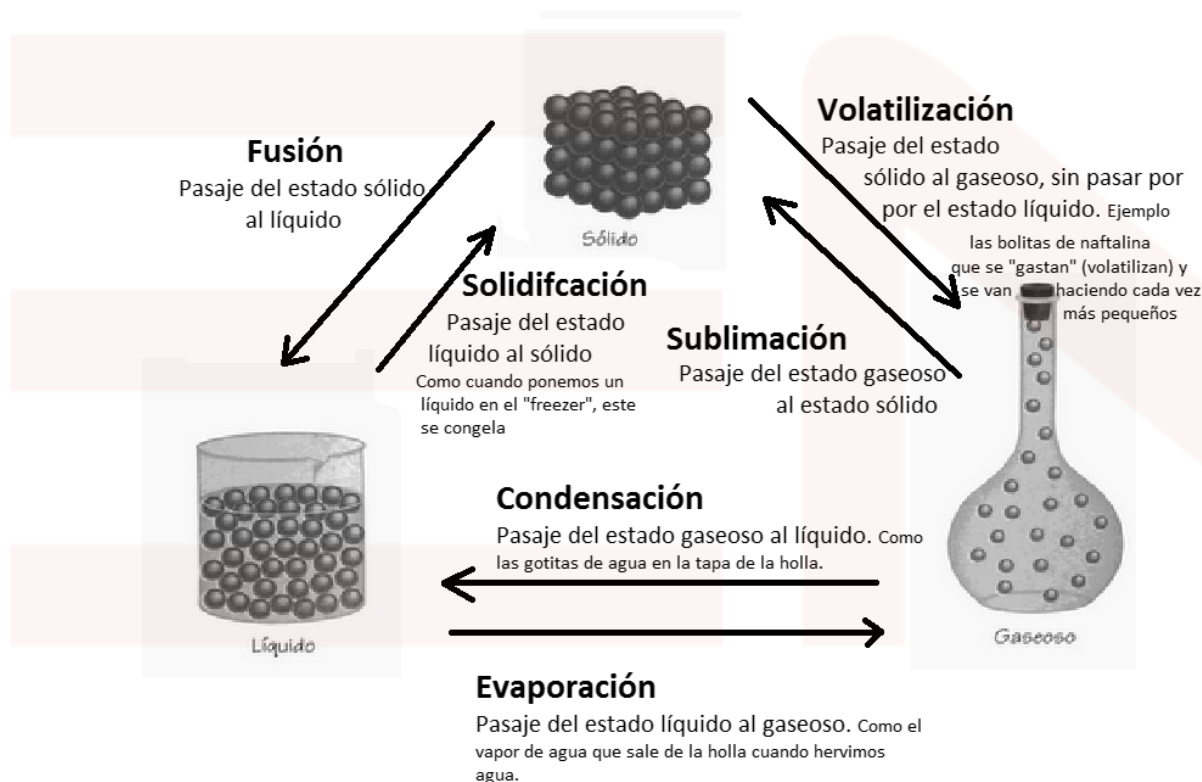 Fusión
Pasaje del estado sólido
al líquido
Sólido
Volatilización
Pasaje del estado
sólido al gaseoso, sin pasar por
por el estado líquido. Ejemplo
las bolitas de naftalina
que se "gastan" (volatilizan) y
se van haciendo cada vez
más pequeños
Solidifcación
Pasaje del estado
líquido al sólido
Como cuando ponemos un
líquido en el "freezer", este
se congela
Sublimación
Pasaje del estado gaseoso
al estado sólido
Condensación
Pasaje del estado gaseoso al líquido. Como
las gotitas de agua en la tapa de la holla.
Líquido
Gaseoso
Evaporación
Pasaje del estado líquido al gaseoso. Como el
vapor de agua que sale de la holla cuando hervimos
agua.